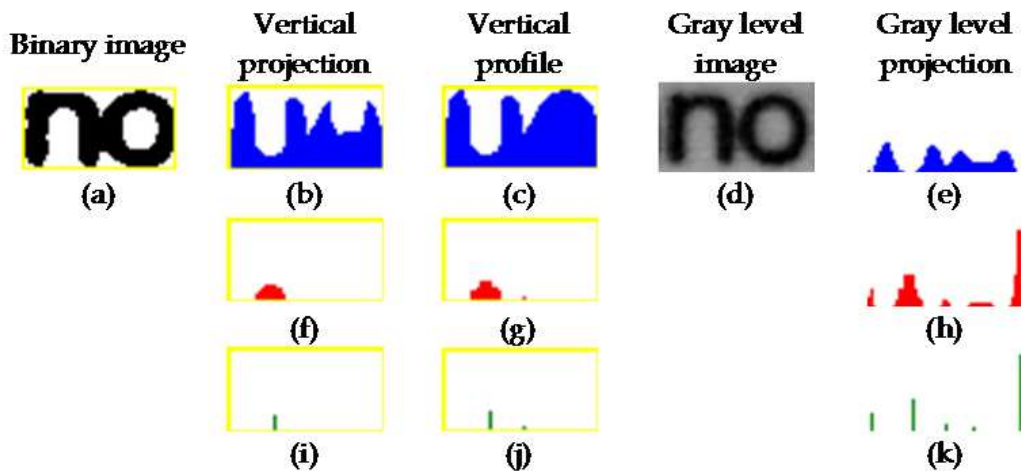 Binary image
Vertical projection
Vertical profile
Gray level image
Gray level projection
no
no
(a)
(b)
(c)
(d)
(e)
(f)
(g)
(h)
(i)
(j)
(k)